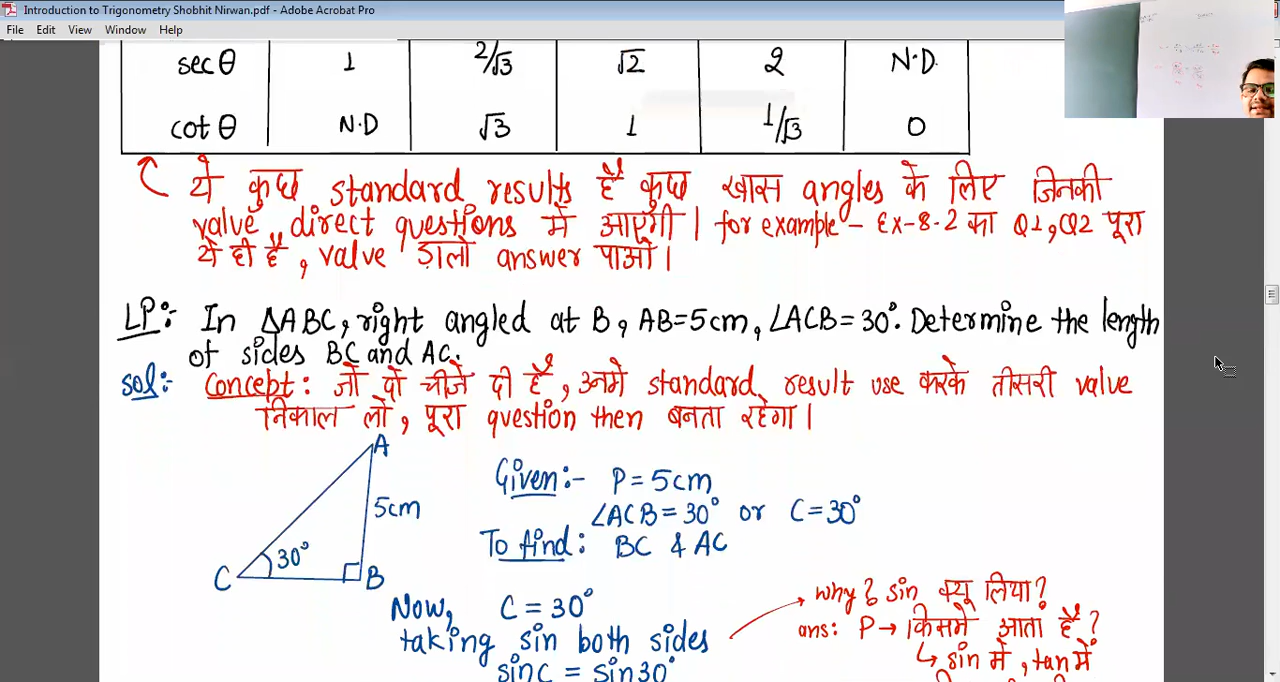 Introduction to Trigonometry Shobhit Nirwan.pdf - Adobe Acrobat Pro
File Edit View Window Help
secθ 1 2/√3 √2 2 N·D·
cotθ N·D √3 1 1/√3 0
ये कुछ standard results हैं कुछ खास angles के लिए जिनकी
value direct questions में आएगी। for example - Ex-8.2 का Q1, Q2 पूरा
ये ही है, value डालो answer पाओ।
LP:- In ΔABC, right angled at B, AB=5cm, ∠ACB=30°. Determine the length
of sides BC and AC.
Sol:- Concept: जो दो चीजें दी हैं, उनमे standard result use करके तीसरी value
निकाल लो, पूरा question then बनता रहेगा।
A
5cm
30°
C B
Given:- P=5cm
∠ACB=30° or C=30°
To find: BC & AC
Now, C=30°
taking sin both sides
sinC = sin30°
why? sin क्यू लिया?
ans: P→ किसमे आता है?
↳ sin में, tan में